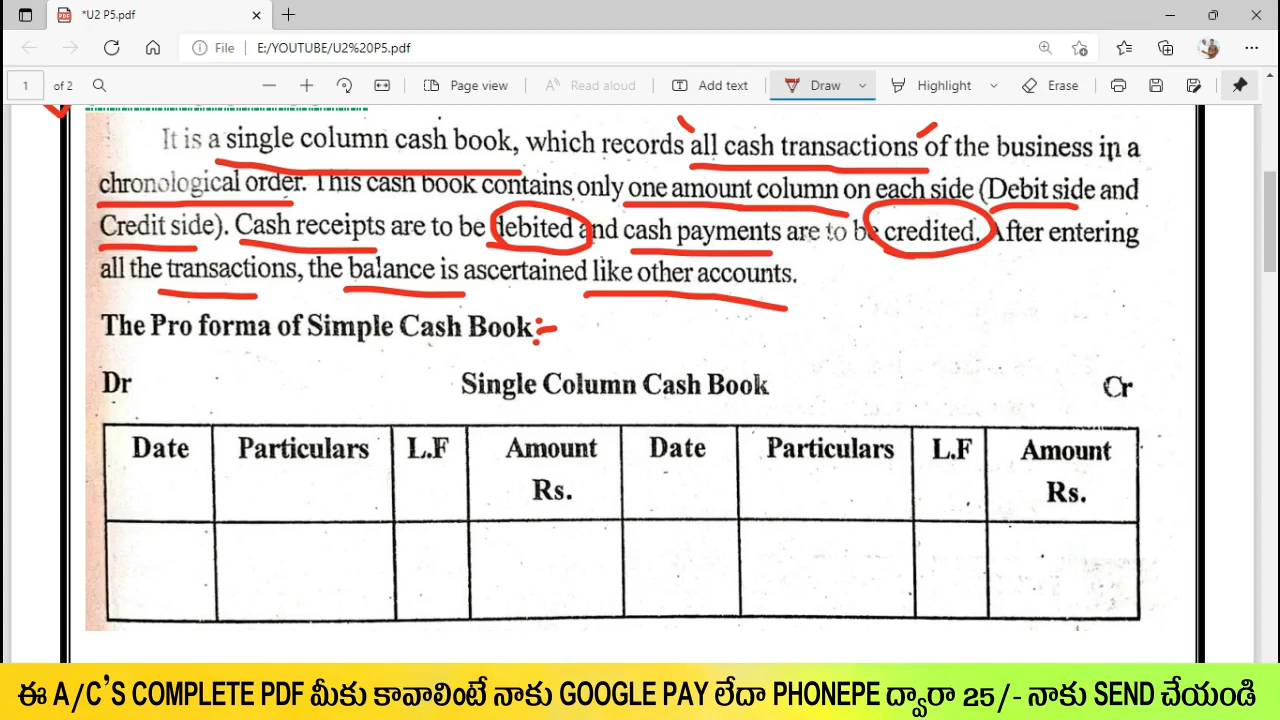 *U2 P5.pdf
File E:/YOUTUBE/U2%20P5.pdf
1 of 2 Page view Read aloud Add text Draw Highlight Erase
It is a single column cash book, which records all cash transactions of the business in a
chronological order. This cash book contains only one amount column on each side (Debit side and
Credit side). Cash receipts are to be debited and cash payments are to be credited. After entering
all the transactions, the balance is ascertained like other accounts.
The Pro forma of Simple Cash Book:-
Dr Single Column Cash Book Cr
Date Particulars L.F Amount Date Particulars L.F Amount
Rs. Rs.
ఈ A/C'S COMPLETE PDF మీకు కావాలింటే నాకు GOOGLE PAY లేదా PHONEPE ద్వారా 25/- నాకు SEND చేయండి